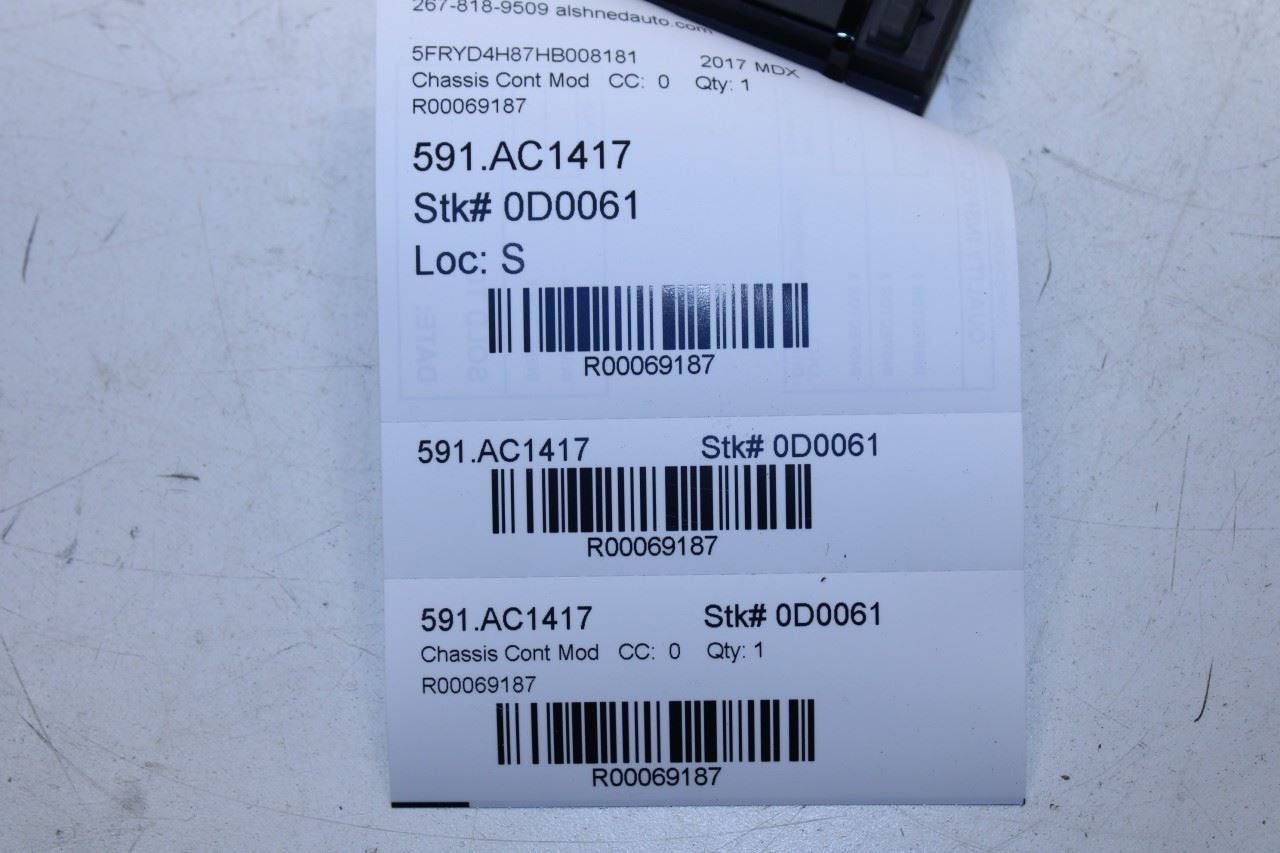 267-818-9509 alshnedauto.com
5FRYD4H87HB008181 2017 MDX
Chassis Cont Mod CC: 0 Qty: 1
R00069187
591.AC1417
Stk# 0D0061
Loc: S
R00069187
591.AC1417 Stk# 0D0061
R00069187
591.AC1417 Stk# 0D0061
Chassis Cont Mod CC: 0 Qty: 1
R00069187
R00069187